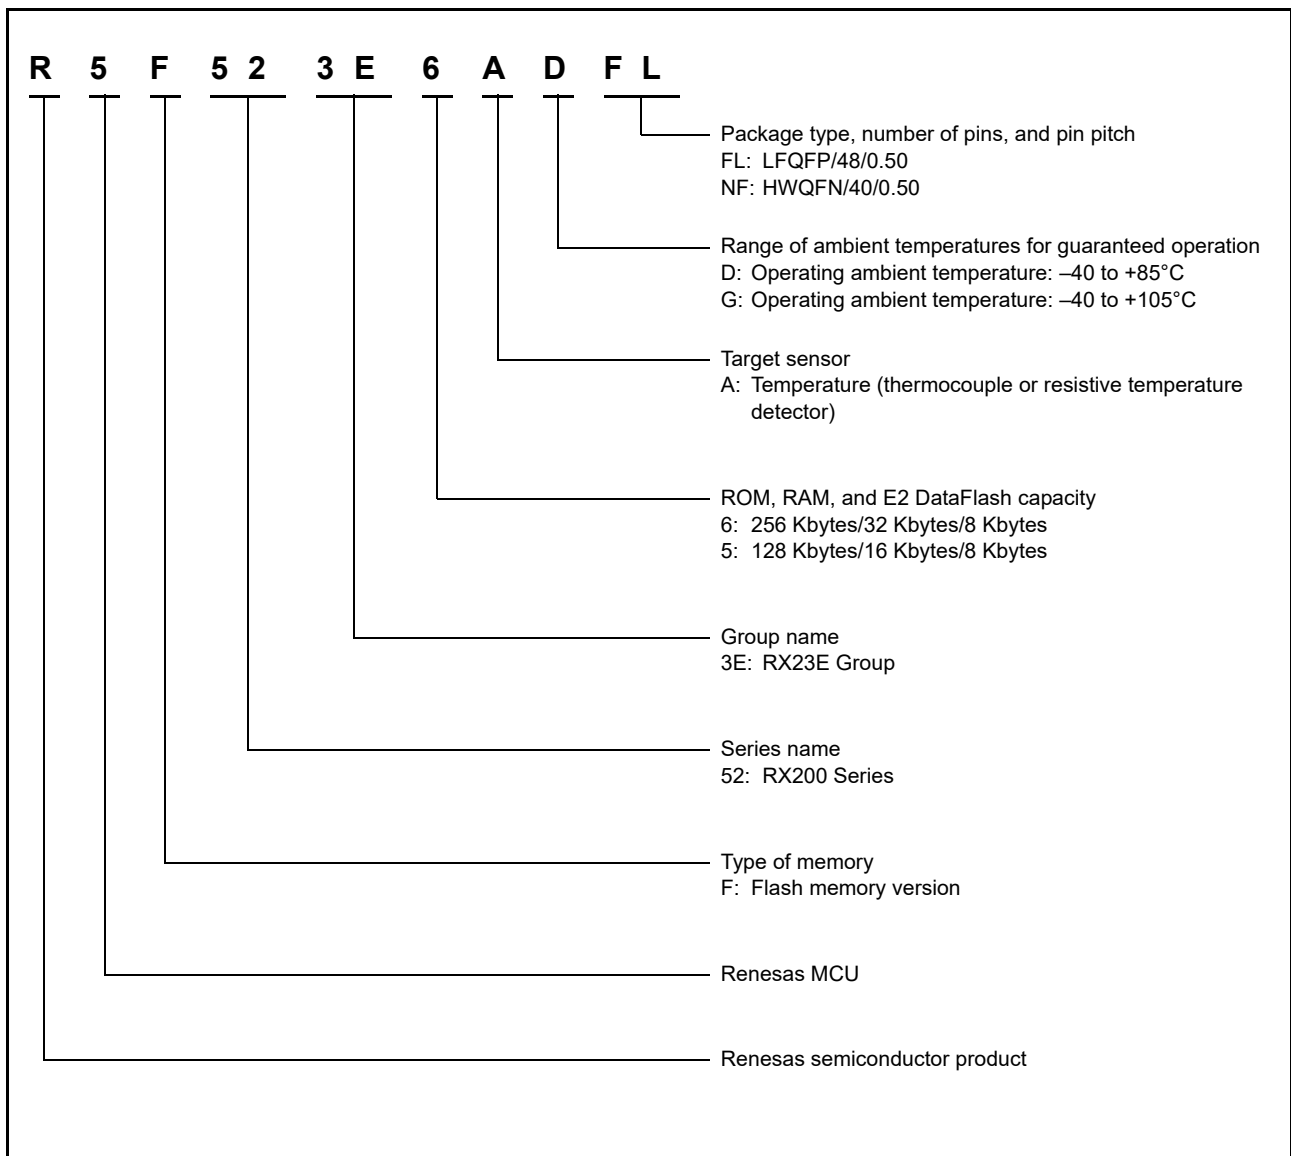 R 5 F 5 2 3 E 6 A D F L
Package type, number of pins, and pin pitch
FL: LFQFP/48/0.50
NF: HWQFN/40/0.50
Range of ambient temperatures for guaranteed operation
D: Operating ambient temperature: –40 to +85°C
G: Operating ambient temperature: –40 to +105°C
Target sensor
A: Temperature (thermocouple or resistive temperature
detector)
ROM, RAM, and E2 DataFlash capacity
6: 256 Kbytes/32 Kbytes/8 Kbytes
5: 128 Kbytes/16 Kbytes/8 Kbytes
Group name
3E: RX23E Group
Series name
52: RX200 Series
Type of memory
F: Flash memory version
Renesas MCU
Renesas semiconductor product